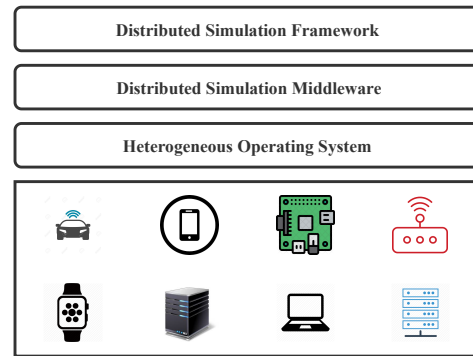 Distributed Simulation Framework
Distributed Simulation Middleware
Heterogeneous Operating System